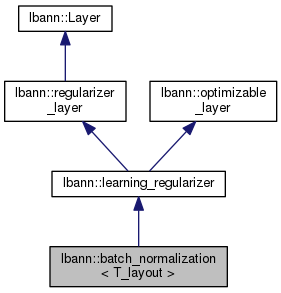 lbann::Layer
lbann::regularizer
_layer
lbann::optimizable
_layer
lbann::learning_regularizer
lbann::batch_normalization
< T_layout >